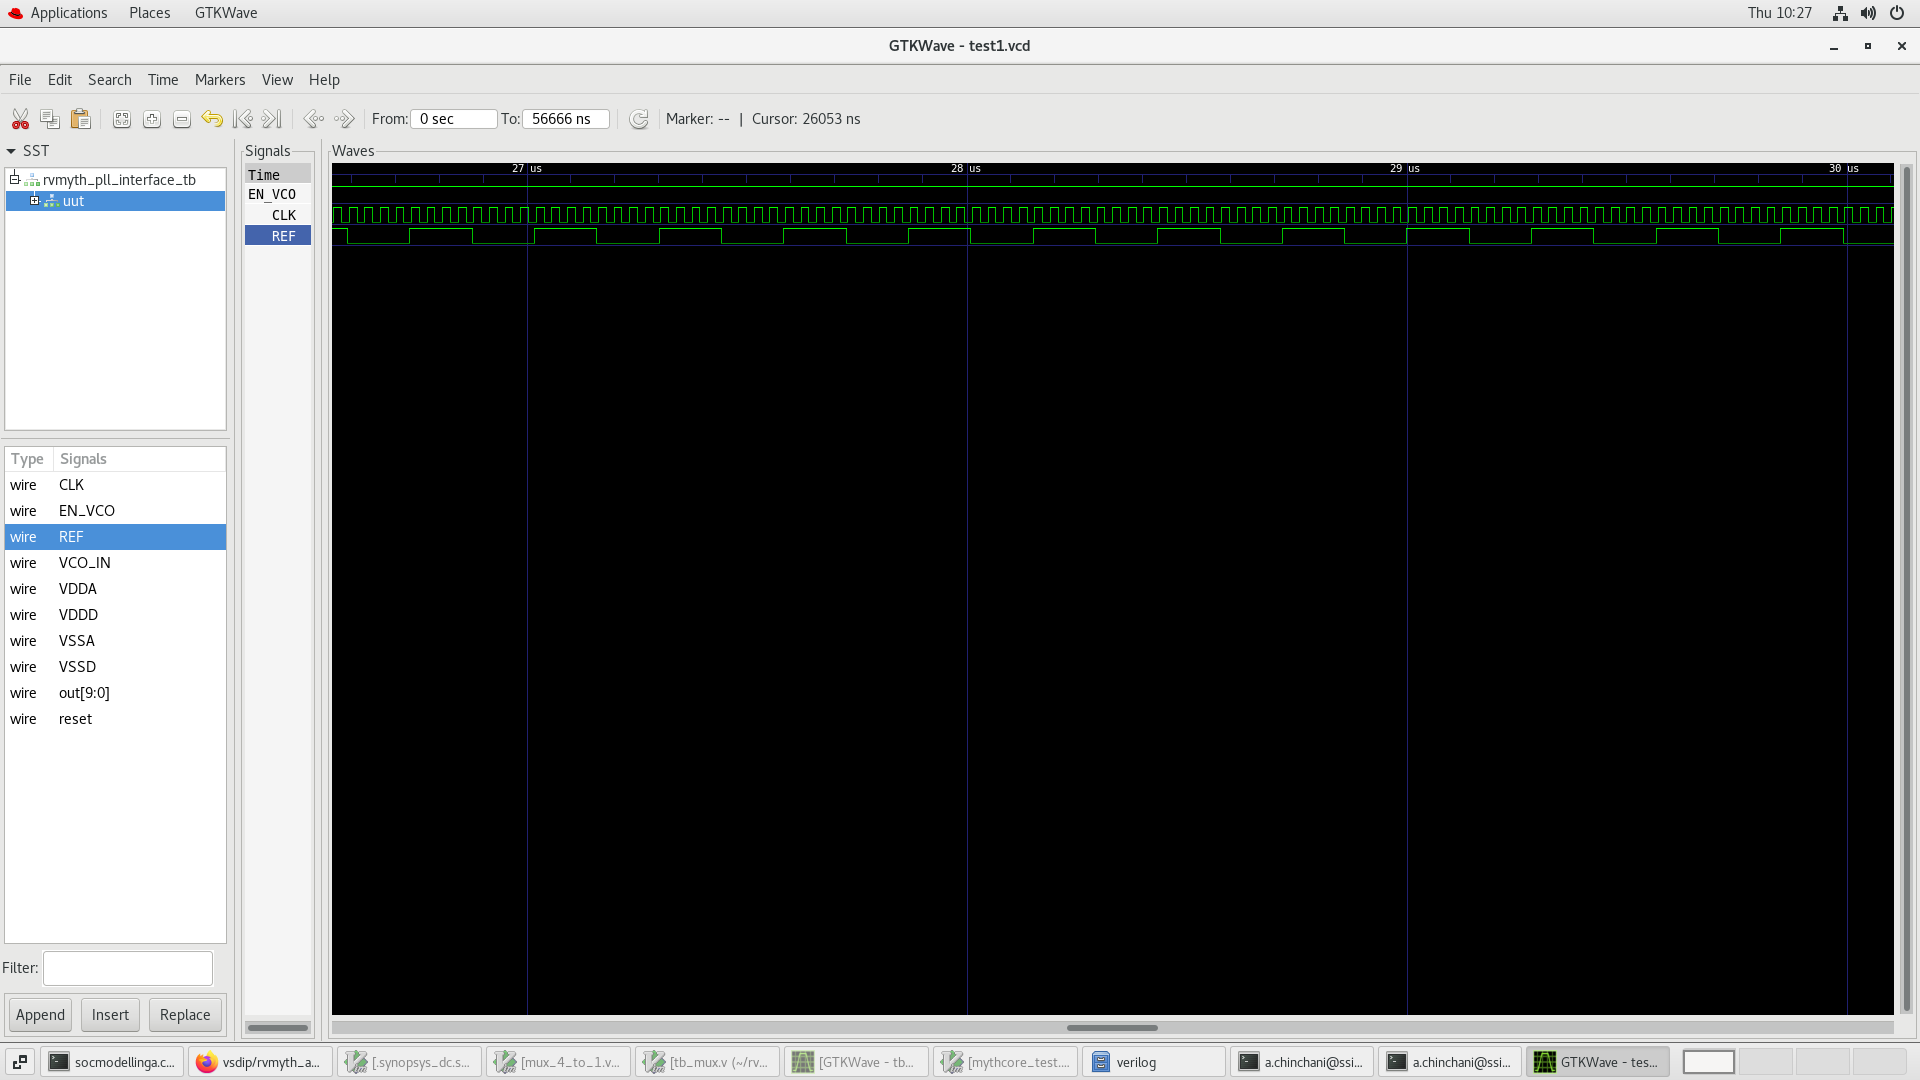 Applications Places GTKWave Thu 10:27
GTKWave - test1.vcd
File Edit Search Time Markers View Help
From: 0 sec To: 56666 ns Marker: -- | Cursor: 26053 ns
SST
rvmyth_pll_interface_tb
uut
Type Signals
wire CLK
wire EN_VCO
wire REF
wire VCO_IN
wire VDDA
wire VDDD
wire VSSA
wire VSSD
wire out[9:0]
wire reset
Filter:
Append Insert Replace
Signals
Time
EN_VCO
CLK
REF
Waves
27 us 28 us 29 us 30 us
socmodellinga.c... vsdip/rvmyth_a... [.synopsys_dc.s... [mux_4_to_1.v... [tb_mux.v (~/rv... [GTKWave - tb... [mythcore_test.... verilog a.chinchani@ssi... a.chinchani@ssi... GTKWave - tes...